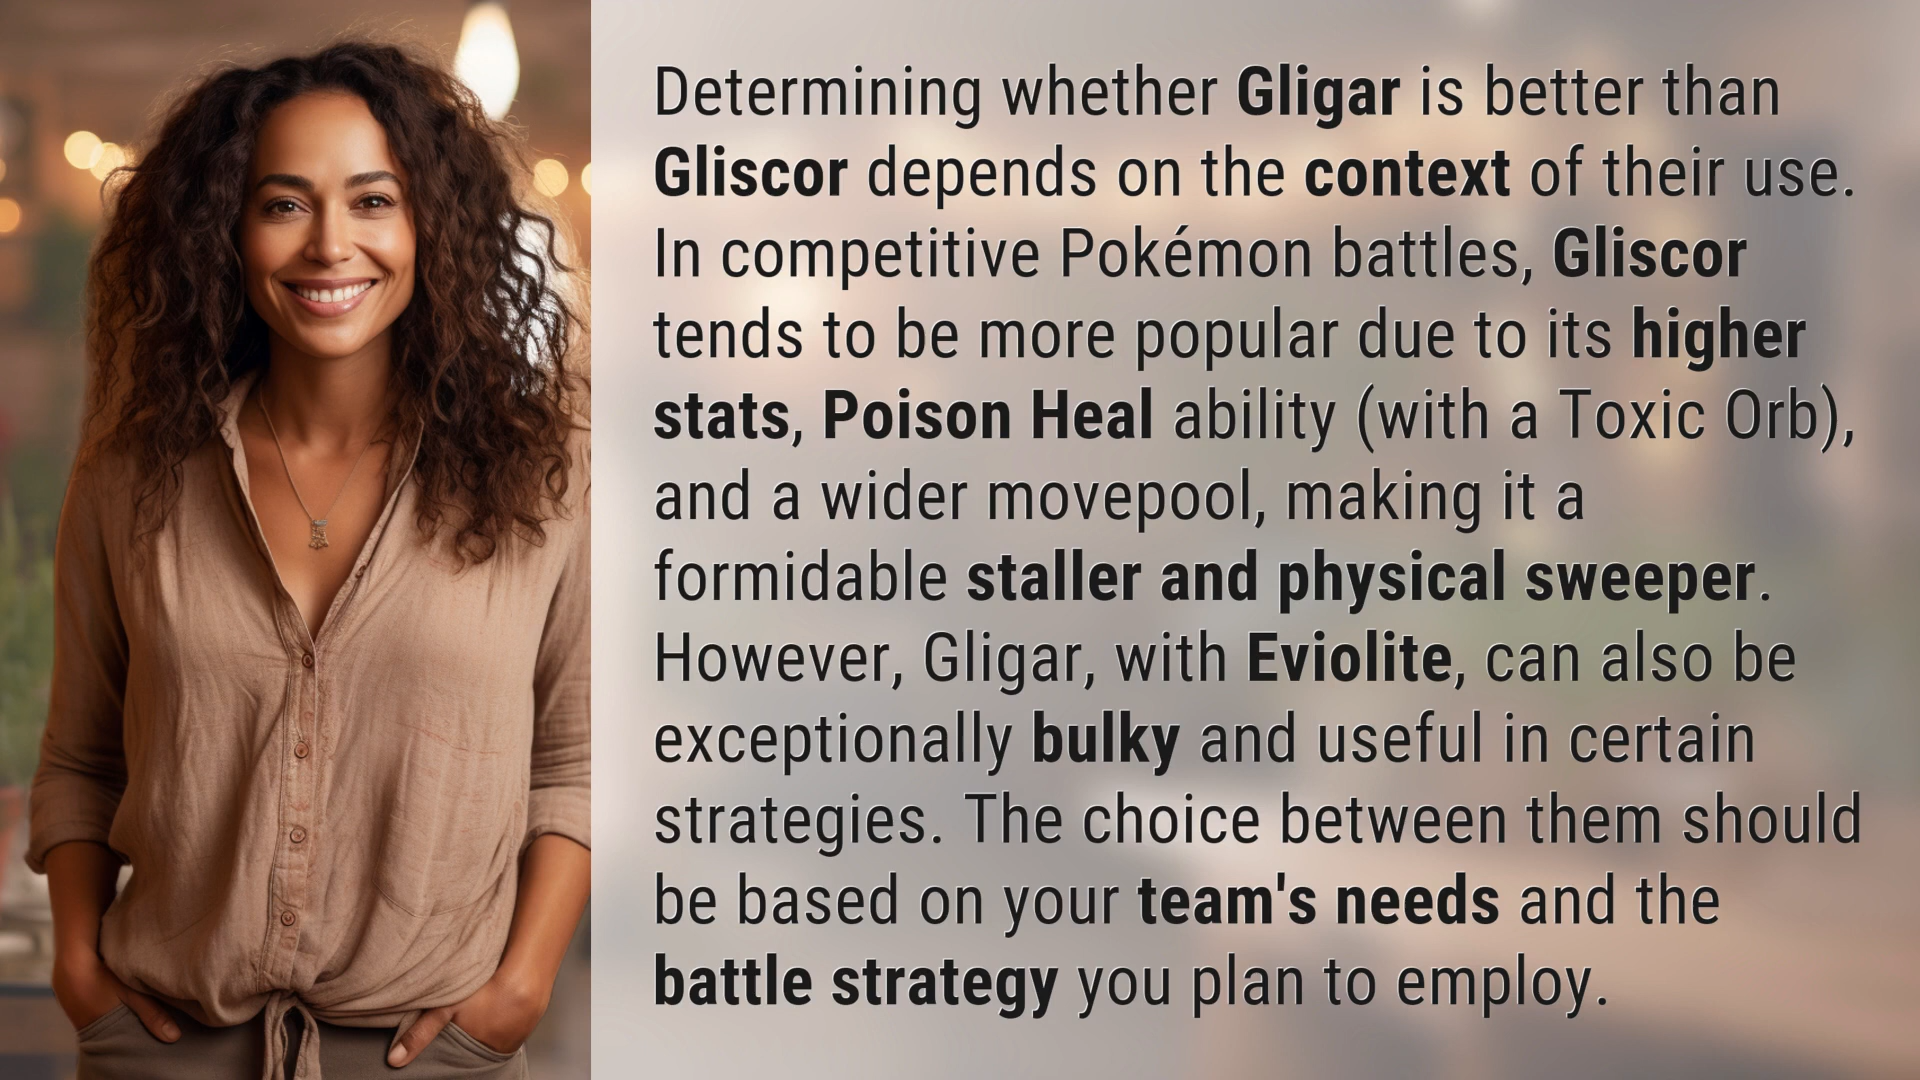 Determining whether Gligar is better than
Gliscor depends on the context of their use.
In competitive Pokémon battles, Gliscor
tends to be more popular due to its higher
stats, Poison Heal ability (with a Toxic Orb),
and a wider movepool, making it a
formidable staller and physical sweeper.
However, Gligar, with Eviolite, can also be
exceptionally bulky and useful in certain
strategies. The choice between them should
be based on your team's needs and the
battle strategy you plan to employ.